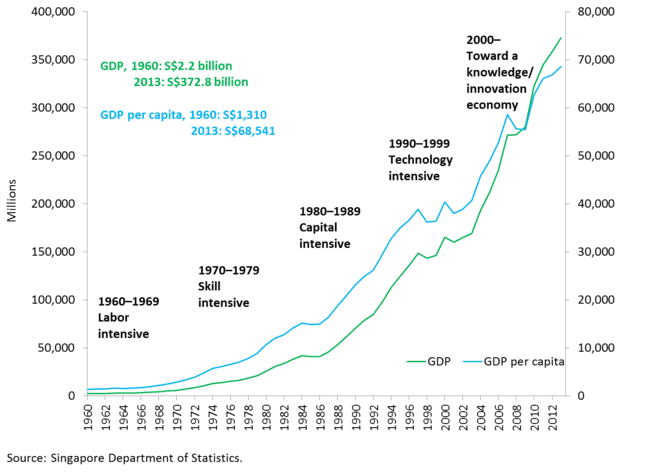 400,000
350,000
300,000
250,000
200,000
150,000
100,000
50,000
0
Millions
80,000
70,000
60,000
50,000
40,000
30,000
20,000
10,000
0
GDP, 1960: S$2.2 billion
2013: S$372.8 billion
GDP per capita, 1960: S$1,310
2013: S$68,541
1960–1969
Labor
intensive
1970–1979
Skill
intensive
1980–1989
Capital
intensive
1990–1999
Technology
intensive
2000–
Toward a
knowledge/
innovation
economy
GDP
GDP per capita
1960
1962
1964
1966
1968
1970
1972
1974
1976
1978
1980
1982
1984
1986
1988
1990
1992
1994
1996
1998
2000
2002
2004
2006
2008
2010
2012
Source: Singapore Department of Statistics.